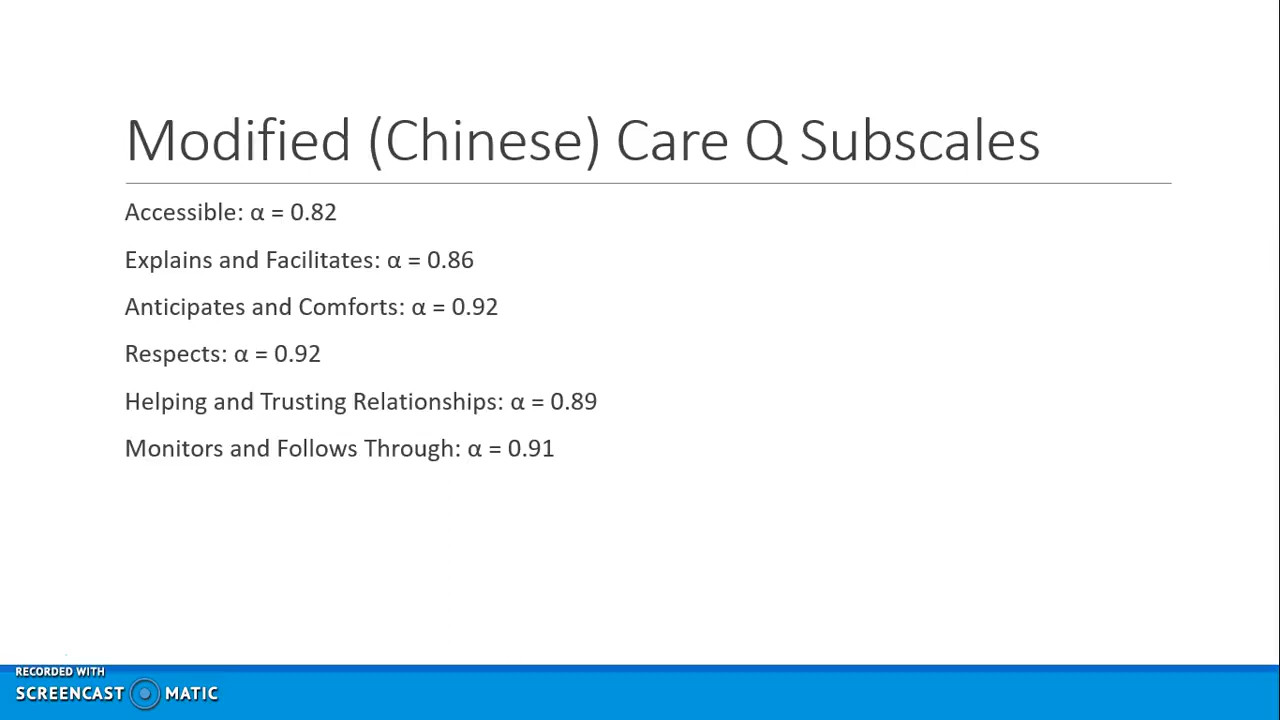 Modified (Chinese) Care Q Subscales
Accessible: α = 0.82
Explains and Facilitates: α = 0.86
Anticipates and Comforts: α = 0.92
Respects: α = 0.92
Helping and Trusting Relationships: α = 0.89
Monitors and Follows Through: α = 0.91
RECORDED WITH
SCREENCAST MATIC